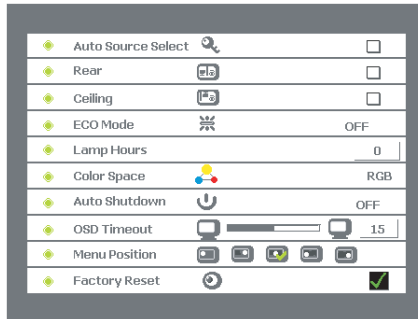 Auto Source Select
Rear
Ceiling
ECO Mode OFF
Lamp Hours 0
Color Space RGB
Auto Shutdown OFF
OSD Timeout 15
Menu Position
Factory Reset